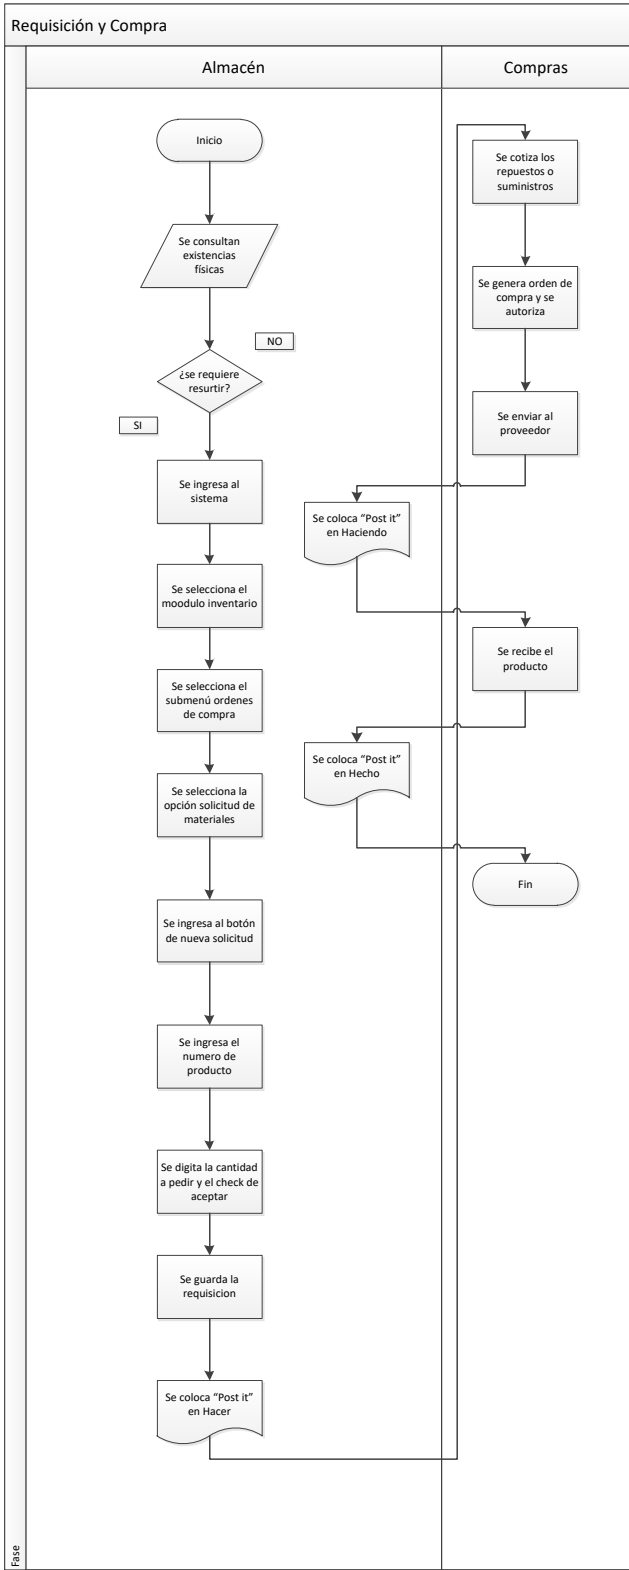 Requisición y Compra
Almacén
Compras
Inicio
Se consultan
existencias
físicas
NO
¿se requiere
resurtir?
SI
Se ingresa al
sistema
Se selecciona el
moodulo inventario
Se selecciona el
submenú ordenes
de compra
Se selecciona la
opción solicitud de
materiales
Se ingresa al botón
de nueva solicitud
Se ingresa el
numero de
producto
Se digita la cantidad
a pedir y el check de
aceptar
Se guarda la
requisicion
Se coloca “Post it”
en Hacer
Se cotiza los
repuestos o
suministros
Se genera orden de
compra y se
autoriza
Se enviar al
proveedor
Se coloca “Post it”
en Haciendo
Se recibe el
producto
Se coloca “Post it”
en Hecho
Fin
Fase